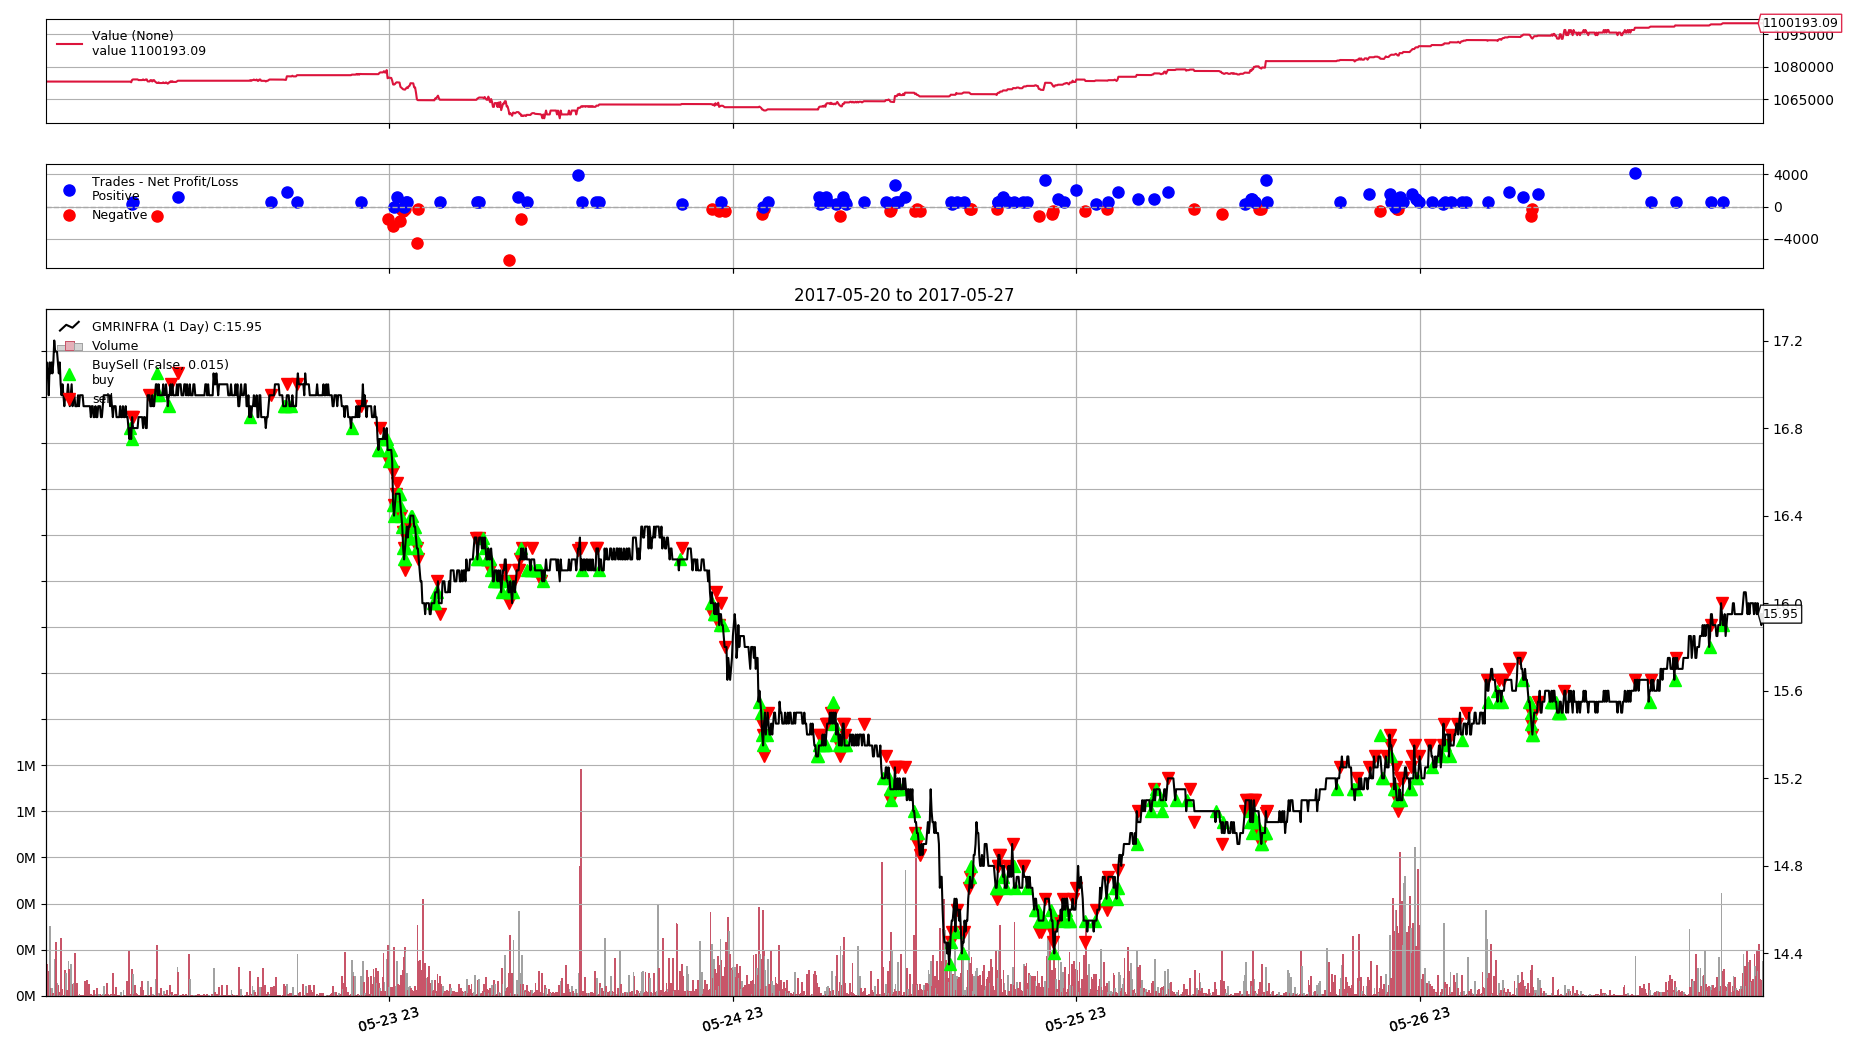 Value (None)
value 1100193.09
1100193.09
1095000
1080000
1065000
Trades - Net Profit/Loss
Positive
Negative
4000
0
−4000
2017-05-20 to 2017-05-27
GMRINFRA (1 Day) C:15.95
Volume
BuySell (False, 0.015)
buy
sell
17.2
16.8
16.4
16.0
15.95
15.6
15.2
14.8
14.4
1M
1M
0M
0M
0M
0M
05-23 23
05-24 23
05-25 23
05-26 23